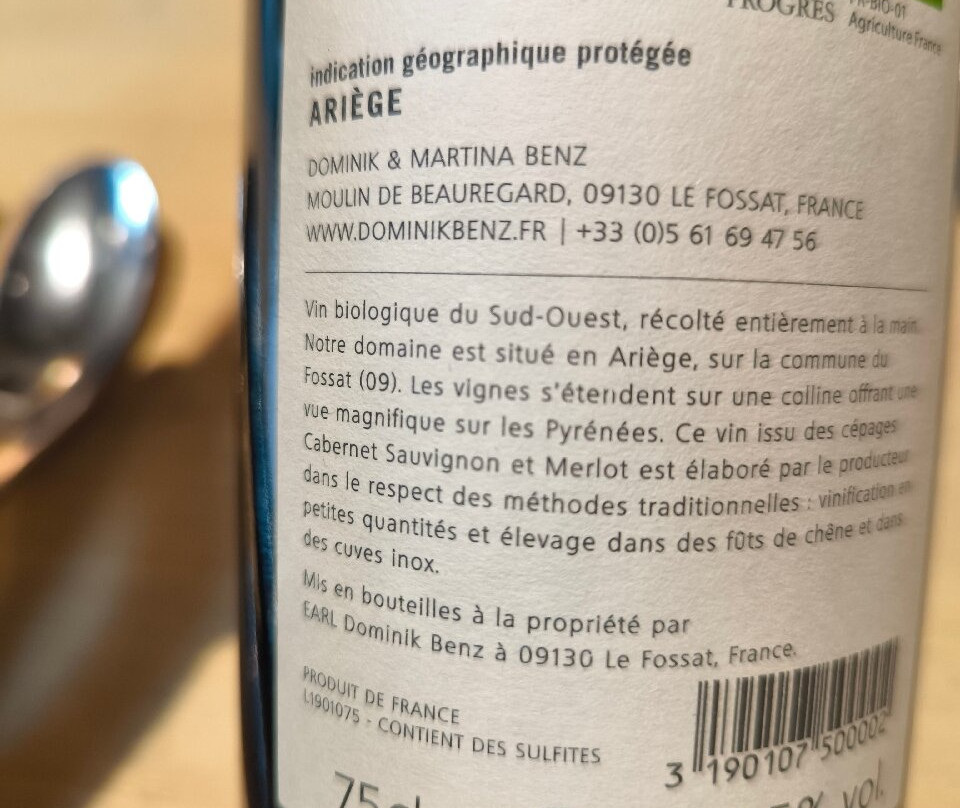 PROGRÈS
FR-BIO-01
Agriculture France
indication géographique protégée
ARIÈGE
DOMINIK & MARTINA BENZ
MOULIN DE BEAUREGARD, 09130 LE FOSSAT, FRANCE
WWW.DOMINIKBENZ.FR | +33 (0)5 61 69 47 56
Vin biologique du Sud-Ouest, récolté entièrement à la main.
Notre domaine est situé en Ariège, sur la commune du
Fossat (09). Les vignes s'étendent sur une colline offrant une
vue magnifique sur les Pyrénées. Ce vin issu des cépages
Cabernet Sauvignon et Merlot est élaboré par le producteur
dans le respect des méthodes traditionnelles : vinification en
petites quantités et élevage dans des fûts de chêne et dans
des cuves inox.
Mis en bouteilles à la propriété par
EARL Dominik Benz à 09130 Le Fossat, France.
PRODUIT DE FRANCE
L1901075 - CONTIENT DES SULFITES
3 190107 500002
75cl
% vol.